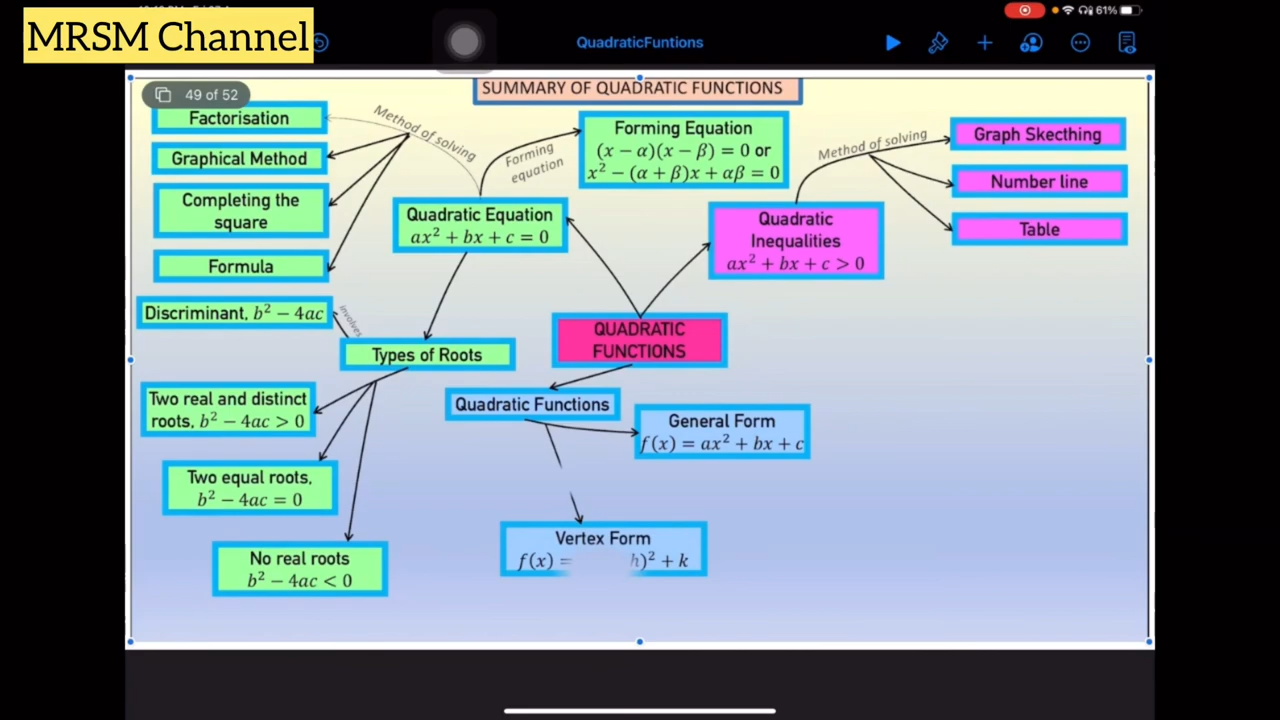 MRSM Channel
61%
QuadraticFuntions
49 of 52
SUMMARY OF QUADRATIC FUNCTIONS
Factorisation
Graphical Method
Completing the
square
Formula
Method of solving
Forming
equation
Forming Equation
(x − α)(x − β) = 0 or
x² − (α + β)x + αβ = 0
Quadratic Equation
ax² + bx + c = 0
Method of solving
Graph Skecthing
Number line
Table
Quadratic
Inequalities
ax² + bx + c > 0
Discriminant, b² − 4ac
involves
Types of Roots
QUADRATIC
FUNCTIONS
Two real and distinct
roots, b² − 4ac > 0
Two equal roots,
b² − 4ac = 0
No real roots
b² − 4ac < 0
Quadratic Functions
General Form
f(x) = ax² + bx + c
Vertex Form
f(x) = h)² + k